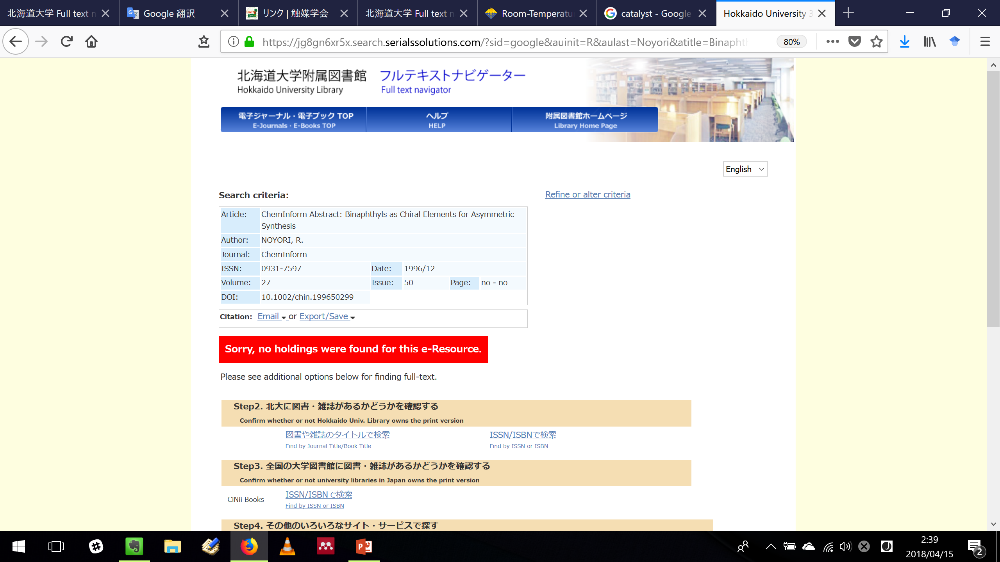 北海道大学 Full text n
Google 翻訳
リンク | 触媒学会
北海道大学 Full text n
Room-Temperatu
catalyst - Google
Hokkaido University 3
https://jg8gn6xr5x.search.serialssolutions.com/?sid=google&auinit=R&aulast=Noyori&atitle=Binaphth
80%
北海道大学附属図書館 フルテキストナビゲーター
Hokkaido University Library Full text navigator
電子ジャーナル・電子ブック TOP ヘルプ 附属図書館ホームページ
E-Journals・E-Books TOP HELP Library Home Page
English
Search criteria: Refine or alter criteria
Article: ChemInform Abstract: Binaphthyls as Chiral Elements for Asymmetric
Synthesis
Author: NOYORI, R.
Journal: ChemInform
ISSN: 0931-7597 Date: 1996/12
Volume: 27 Issue: 50 Page: no - no
DOI: 10.1002/chin.199650299
Citation: Email or Export/Save
Sorry, no holdings were found for this e-Resource.
Please see additional options below for finding full-text.
Step2. 北大に図書・雑誌があるかどうかを確認する
Confirm whether or not Hokkaido Univ. Library owns the print version
図書や雑誌のタイトルで検索 ISSN/ISBNで検索
Find by Journal Title/Book Title Find by ISSN or ISBN
Step3. 全国の大学図書館に図書・雑誌があるかどうかを確認する
Confirm whether or not university libraries in Japan owns the print version
CiNii Books ISSN/ISBNで検索
Find by ISSN or ISBN
Step4. その他のいろいろなサイト・サービスで探す
2:39
2018/04/15
2